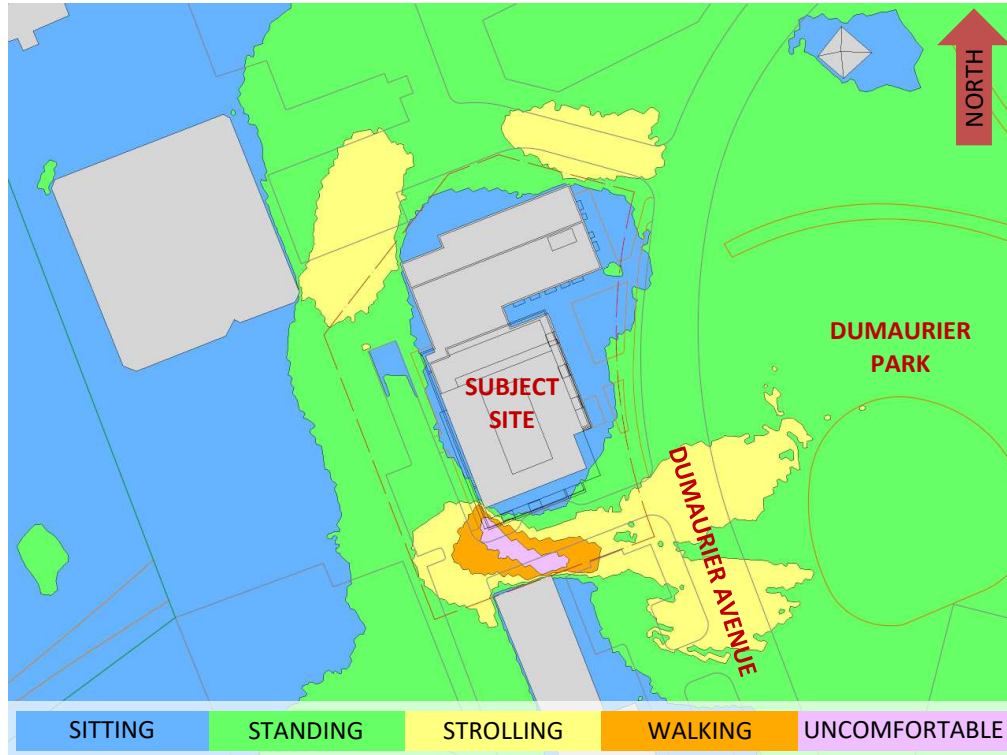 NORTH
DUMAURIER
PARK
SUBJECT
SITE
DUMAURIER AVENUE
SITTING
STANDING
STROLLING
WALKING
UNCOMFORTABLE